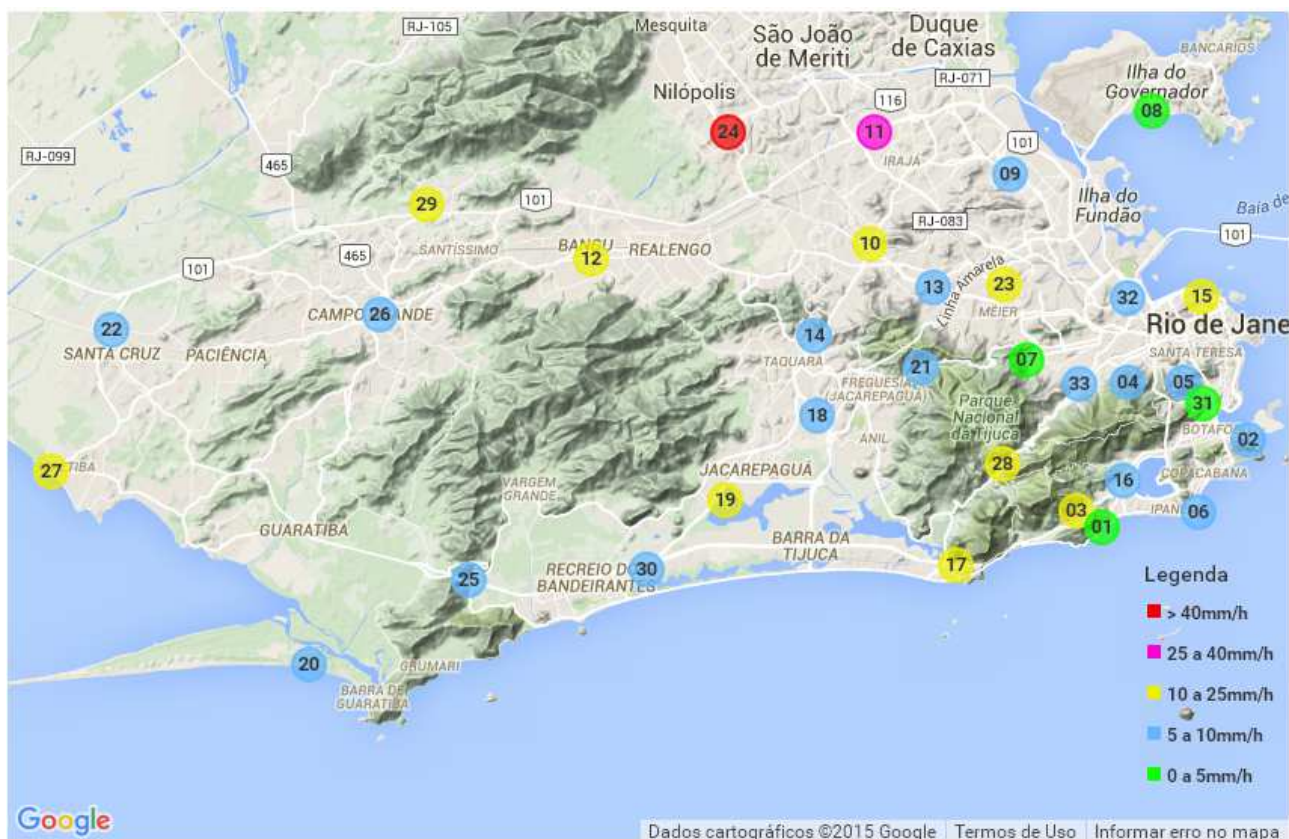 RJ-105
Mesquita
São João
de Meriti
Duque
de Caxias
BANCÁRIOS
RJ-071
Ilha do
Governador
Nilópolis
116
08
24
11
101
RJ-099
465
IRAJÁ
09
Ilha do
Fundão
29
101
RJ-083
Baía de
SANTÍSSIMO
BANGU
REALENGO
10
101
465
12
101
Linha Amarela
13
23
32
15
MÉIER
CAMPO GRANDE
26
22
14
Rio de Jane
SANTA CRUZ
PACIÊNCIA
TAQUARA
SANTA TERESA
07
21
FREGUESIA
(JACAREPAGUÁ)
33
04
05
31
Parque
Nacional
da Tijuca
18
BOTAFO
ANIL
02
27
28
JACAREPAGUÁ
COPACABANA
16
VARGEM
GRANDE
19
03
IPAN
06
01
GUARATIBA
BARRA DA
TIJUCA
17
RECREIO DOS
BANDEIRANTES
30
25
20
GRUMARI
BARRA DE
GUARATIBA
Legenda
> 40mm/h
25 a 40mm/h
10 a 25mm/h
5 a 10mm/h
0 a 5mm/h
Google
Dados cartográficos ©2015 Google
Termos de Uso
Informar erro no mapa